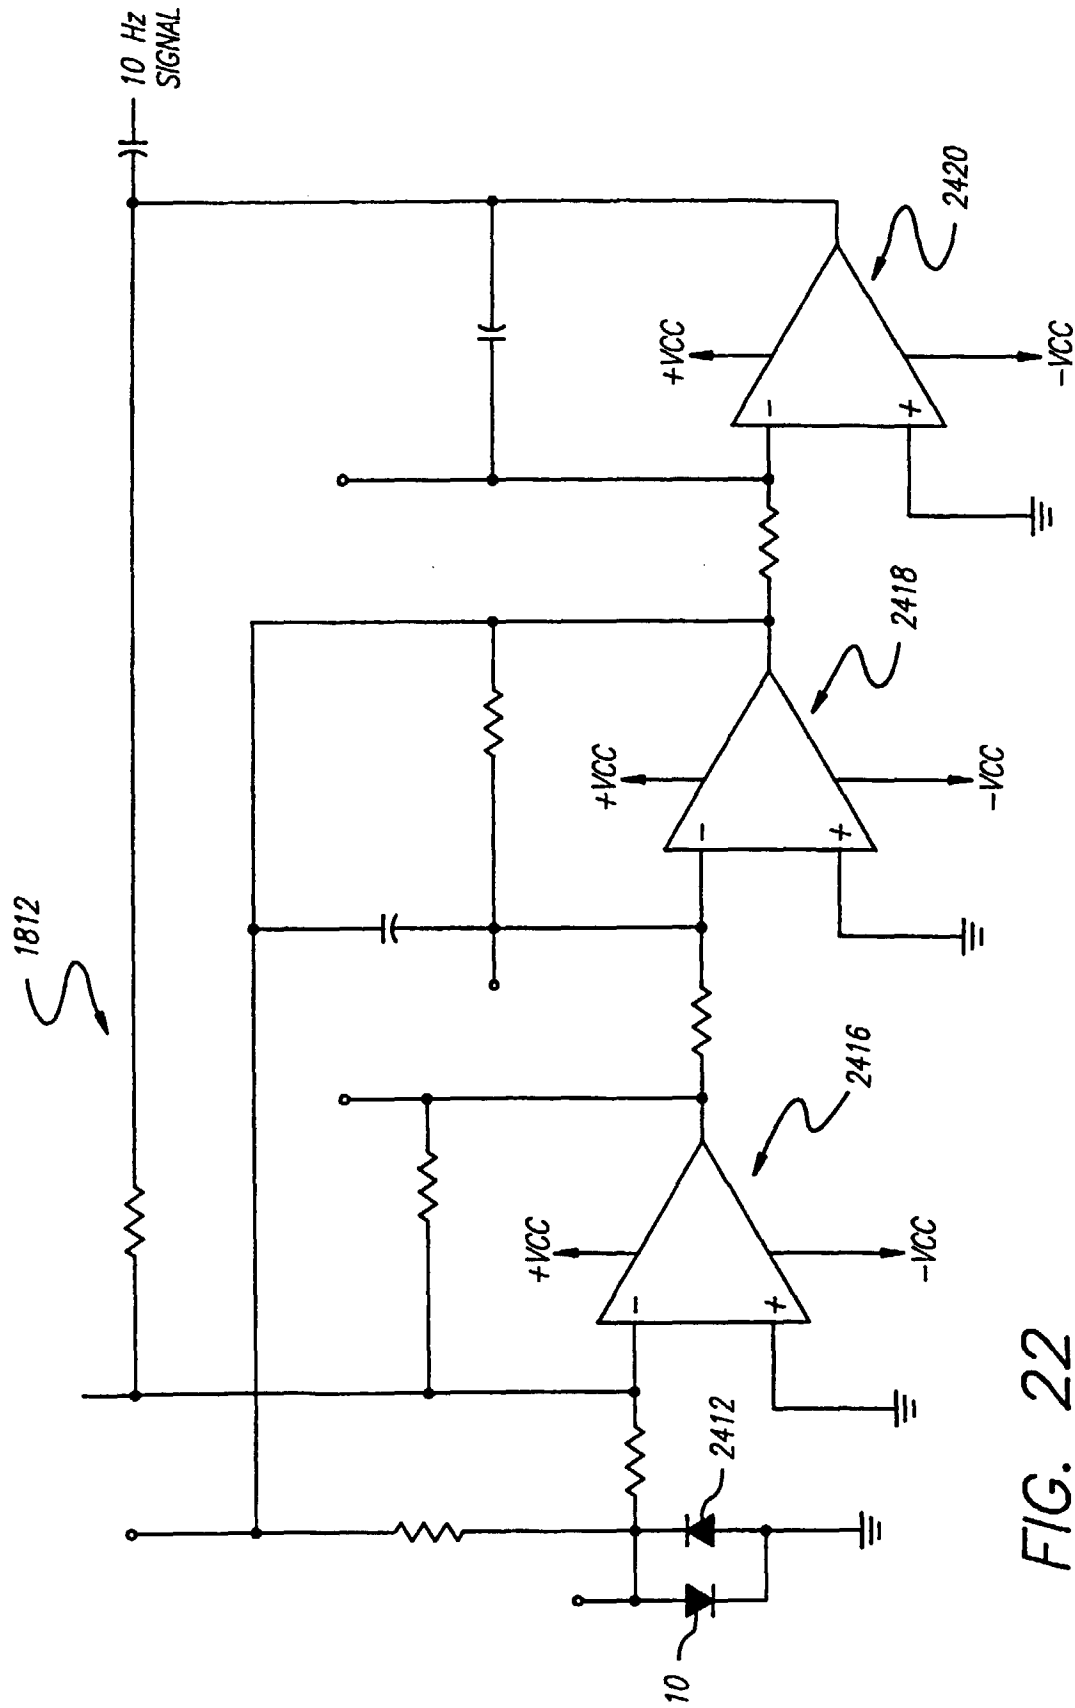 1812
10 Hz
SIGNAL
+VCC
−
+
−VCC
2416
+VCC
−
+
−VCC
2418
+VCC
−
+
−VCC
2420
10
2412
FIG. 22